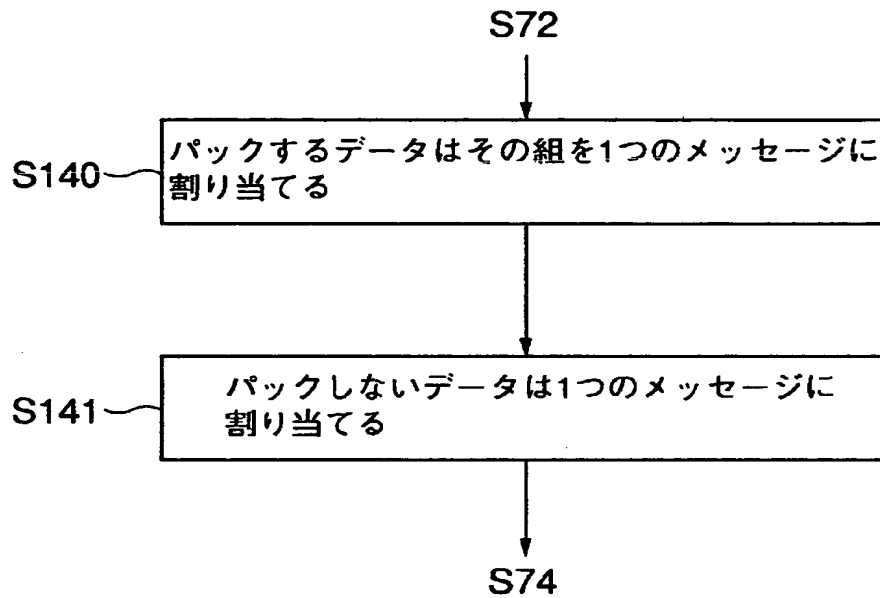 S72
S140
パックするデータはその組を1つのメッセージに
割り当てる
S141
パックしないデータは1つのメッセージに
割り当てる
S74